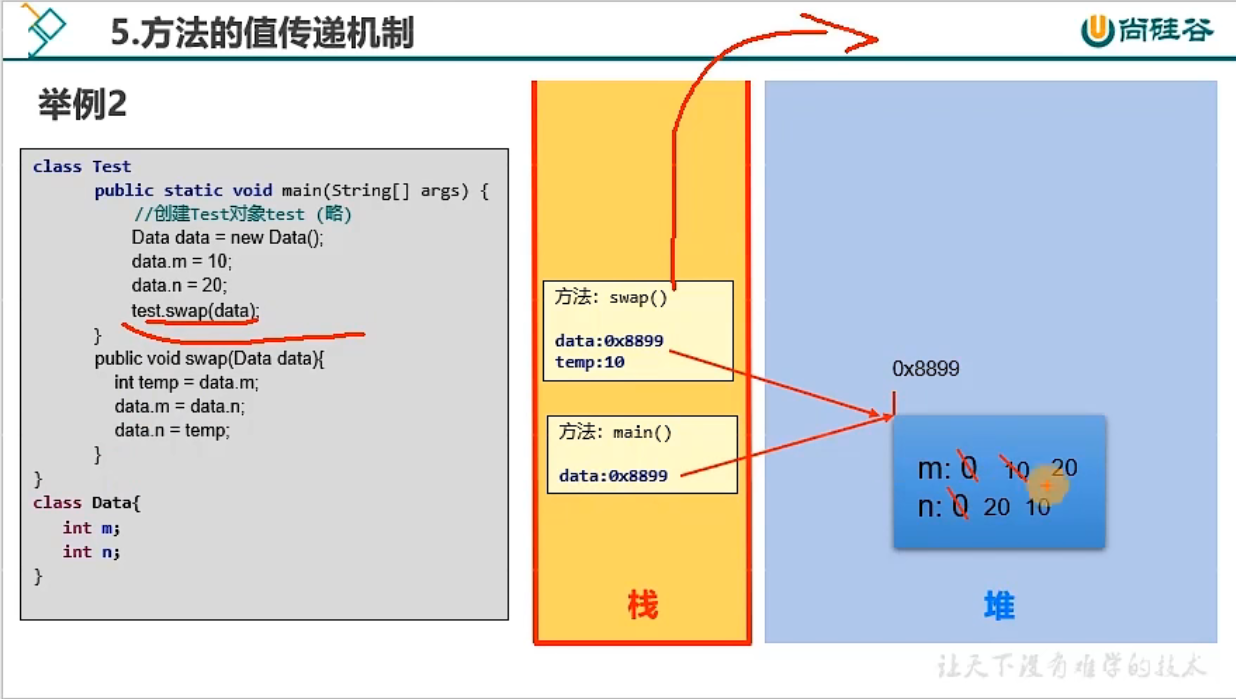 5.方法的值传递机制
尚硅谷
举例2
class Test
public static void main(String[] args) {
//创建Test对象test (略)
Data data = new Data();
data.m = 10;
data.n = 20;
test.swap(data);
}
public void swap(Data data){
int temp = data.m;
data.m = data.n;
data.n = temp;
}
}
class Data{
int m;
int n;
}
方法: swap()
data:0x8899
temp:10
方法: main()
data:0x8899
栈
0x8899
m: 0 10 20
n: 0 20 10
堆
让天下没有难学的技术